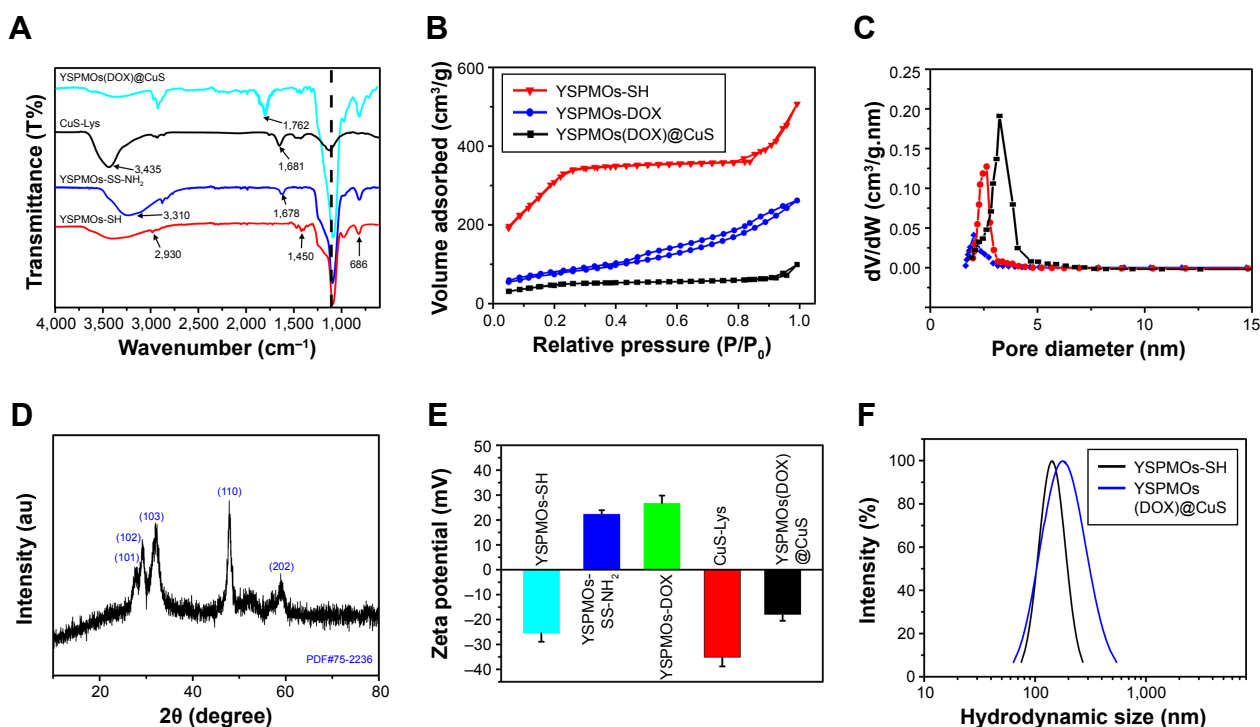 A
Transmittance (T%)
YSPMOs(DOX)@CuS
1,762
CuS-Lys
3,435
1,681
YSPMOs-SS-NH2
3,310
1,678
YSPMOs-SH
2,930
1,450
686
4,000 3,500 3,000 2,500 2,000 1,500 1,000
Wavenumber (cm–1)
B
Volume adsorbed (cm3/g)
600
400
200
0
YSPMOs-SH
YSPMOs-DOX
YSPMOs(DOX)@CuS
0.0 0.2 0.4 0.6 0.8 1.0
Relative pressure (P/P0)
C
dV/dW (cm3/g.nm)
0.25
0.20
0.15
0.10
0.05
0.00
0 5 10 15
Pore diameter (nm)
D
Intensity (au)
(101)
(102)
(103)
(110)
(202)
PDF#75-2236
20 40 60 80
2θ (degree)
E
Zeta potential (mV)
50
40
30
20
10
0
–10
–20
–30
–40
YSPMOs-SH
YSPMOs-
SS-NH2
YSPMOs-DOX
CuS-Lys
YSPMOs(DOX)
@CuS
F
Intensity (%)
100
80
60
40
20
0
YSPMOs-SH
YSPMOs
(DOX)@CuS
10 100 1,000
Hydrodynamic size (nm)